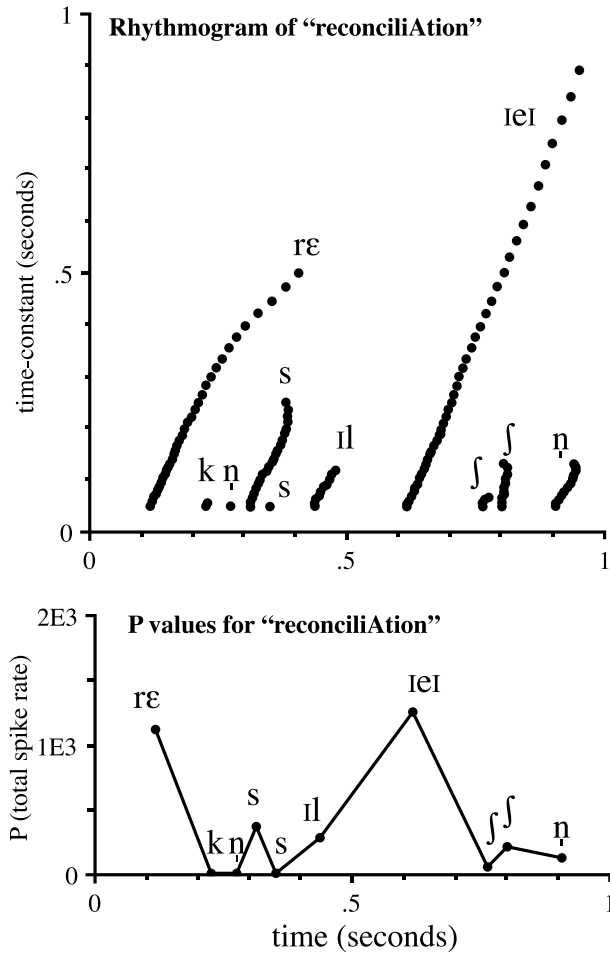 1
Rhythmogram of “reconciliAtion”
ɪeɪ
time-constant (seconds)
rɛ
.5
s
ɪl
k n̩ s ʃ ʃ n̩
0
0 .5 1
2E3
P values for “reconciliAtion”
P (total spike rate)
rɛ
ɪeɪ
1E3
s
ɪl
k n̩ s ʃ ʃ n̩
0
0 .5 1
time (seconds)